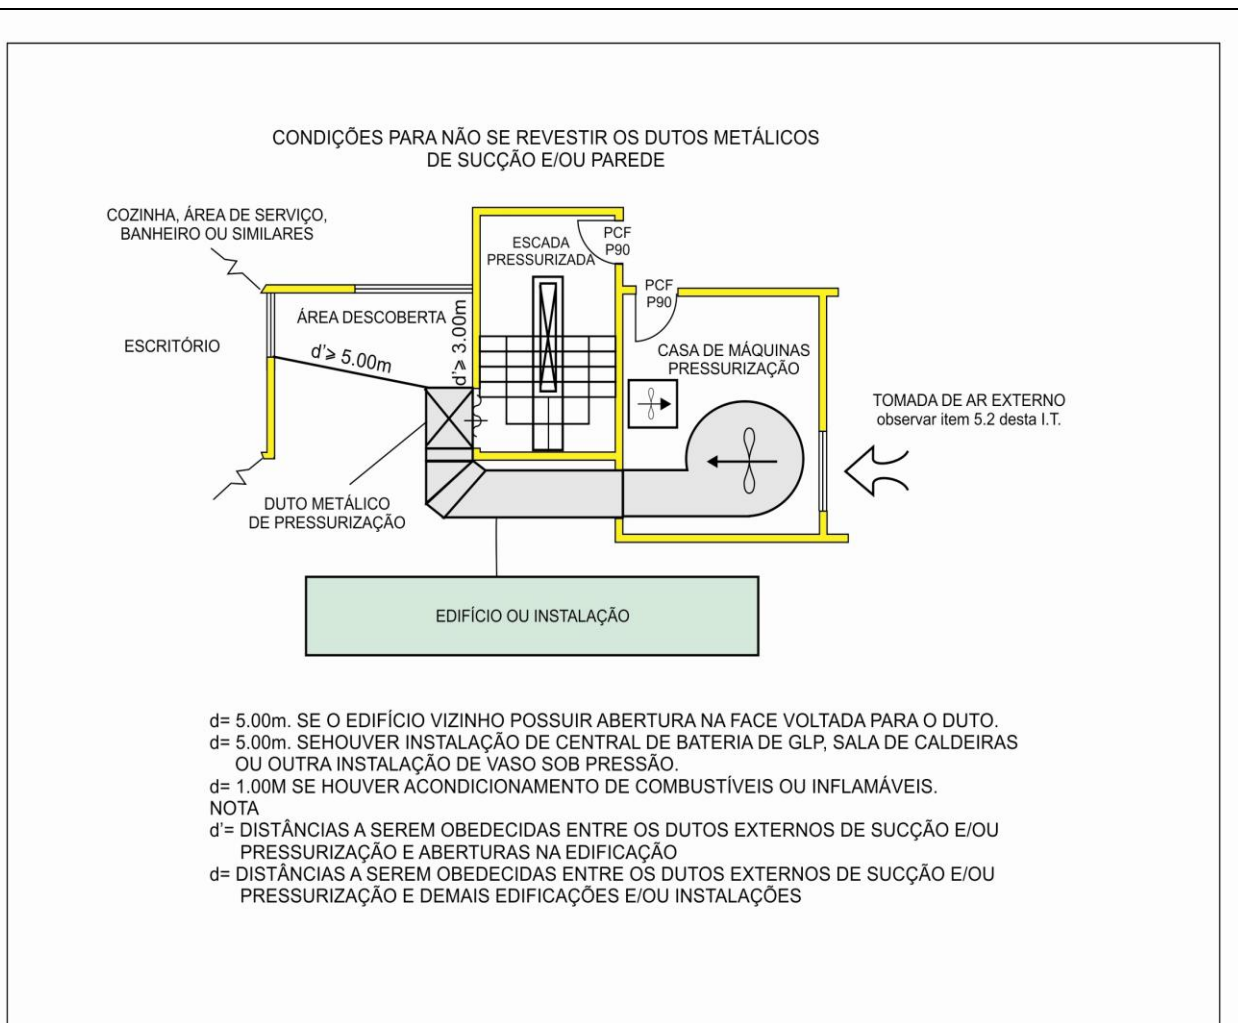 CONDIÇÕES PARA NÃO SE REVESTIR OS DUTOS METÁLICOS
DE SUCÇÃO E/OU PAREDE
COZINHA, ÁREA DE SERVIÇO,
BANHEIRO OU SIMILARES
ESCADA
PRESSURIZADA
PCF
P90
PCF
P90
ÁREA DESCOBERTA
ESCRITÓRIO
d'⩾ 5.00m
d'⩾ 3.00m
CASA DE MÁQUINAS
PRESSURIZAÇÃO
TOMADA DE AR EXTERNO
observar item 5.2 desta I.T.
DUTO METÁLICO
DE PRESSURIZAÇÃO
EDIFÍCIO OU INSTALAÇÃO
d= 5.00m. SE O EDIFÍCIO VIZINHO POSSUIR ABERTURA NA FACE VOLTADA PARA O DUTO.
d= 5.00m. SEHOUVER INSTALAÇÃO DE CENTRAL DE BATERIA DE GLP, SALA DE CALDEIRAS
OU OUTRA INSTALAÇÃO DE VASO SOB PRESSÃO.
d= 1.00M SE HOUVER ACONDICIONAMENTO DE COMBUSTÍVEIS OU INFLAMÁVEIS.
NOTA
d'= DISTÂNCIAS A SEREM OBEDECIDAS ENTRE OS DUTOS EXTERNOS DE SUCÇÃO E/OU
PRESSURIZAÇÃO E ABERTURAS NA EDIFICAÇÃO
d= DISTÂNCIAS A SEREM OBEDECIDAS ENTRE OS DUTOS EXTERNOS DE SUCÇÃO E/OU
PRESSURIZAÇÃO E DEMAIS EDIFICAÇÕES E/OU INSTALAÇÕES